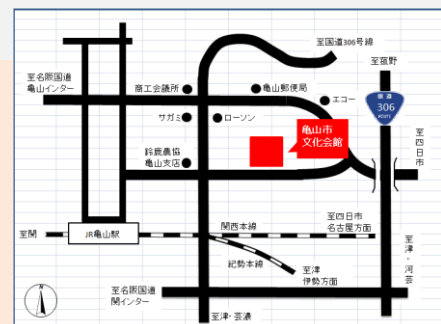 至国道306号線
至菰野
至名阪国道
亀山インター
商工会議所
亀山郵便局
エコー
国道
306
ROUTE
サガミ
ローソン
亀山市
文化会館
至四日市
鈴鹿農協
亀山支店
至関
JR亀山駅
関西本線
至四日市
名古屋方面
紀勢本線
至津
伊勢方面
至津・河芸
至名阪国道
関インター
至津・芸濃
N